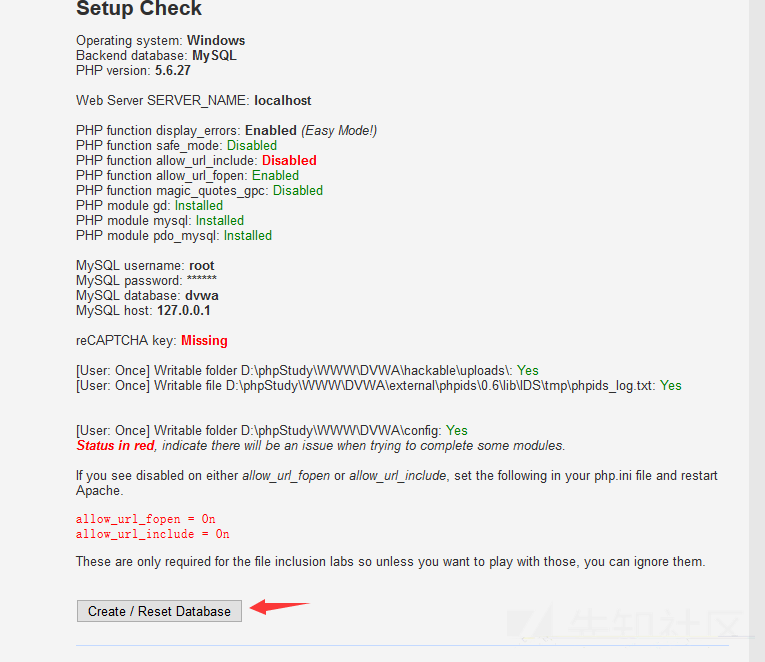 Setup Check
Operating system: Windows
Backend database: MySQL
PHP version: 5.6.27
Web Server SERVER_NAME: localhost
PHP function display_errors: Enabled (Easy Mode!)
PHP function safe_mode: Disabled
PHP function allow_url_include: Disabled
PHP function allow_url_fopen: Enabled
PHP function magic_quotes_gpc: Disabled
PHP module gd: Installed
PHP module mysql: Installed
PHP module pdo_mysql: Installed
MySQL username: root
MySQL password: ******
MySQL database: dvwa
MySQL host: 127.0.0.1
reCAPTCHA key: Missing
[User: Once] Writable folder D:\phpStudy\WWW\DVWA\hackable\uploads\: Yes
[User: Once] Writable file D:\phpStudy\WWW\DVWA\external\phpids\0.6\lib\IDS\tmp\phpids_log.txt: Yes
[User: Once] Writable folder D:\phpStudy\WWW\DVWA\config: Yes
Status in red, indicate there will be an issue when trying to complete some modules.
If you see disabled on either allow_url_fopen or allow_url_include, set the following in your php.ini file and restart
Apache.
allow_url_fopen = On
allow_url_include = On
These are only required for the file inclusion labs so unless you want to play with those, you can ignore them.
Create / Reset Database
先知社区